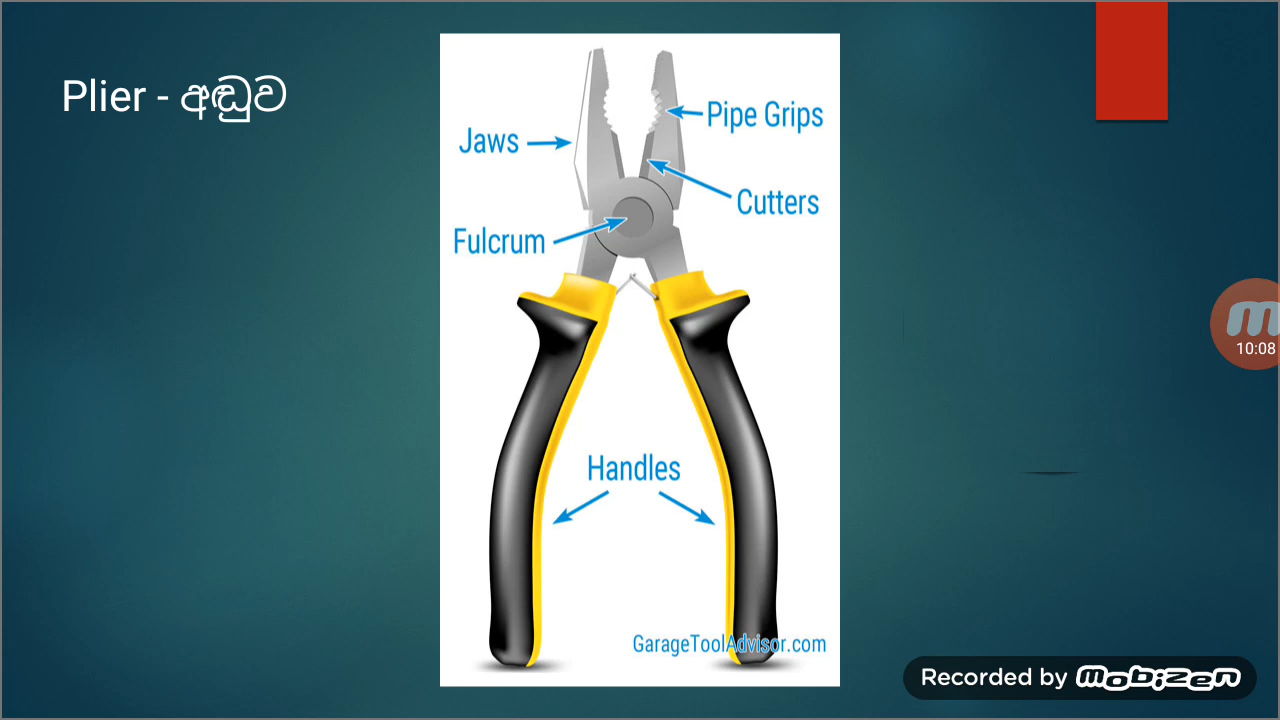 Plier - අඬුව
Pipe Grips
Jaws
Cutters
Fulcrum
10:08
Handles
GarageToolAdvisor.com
Recorded by mobizen